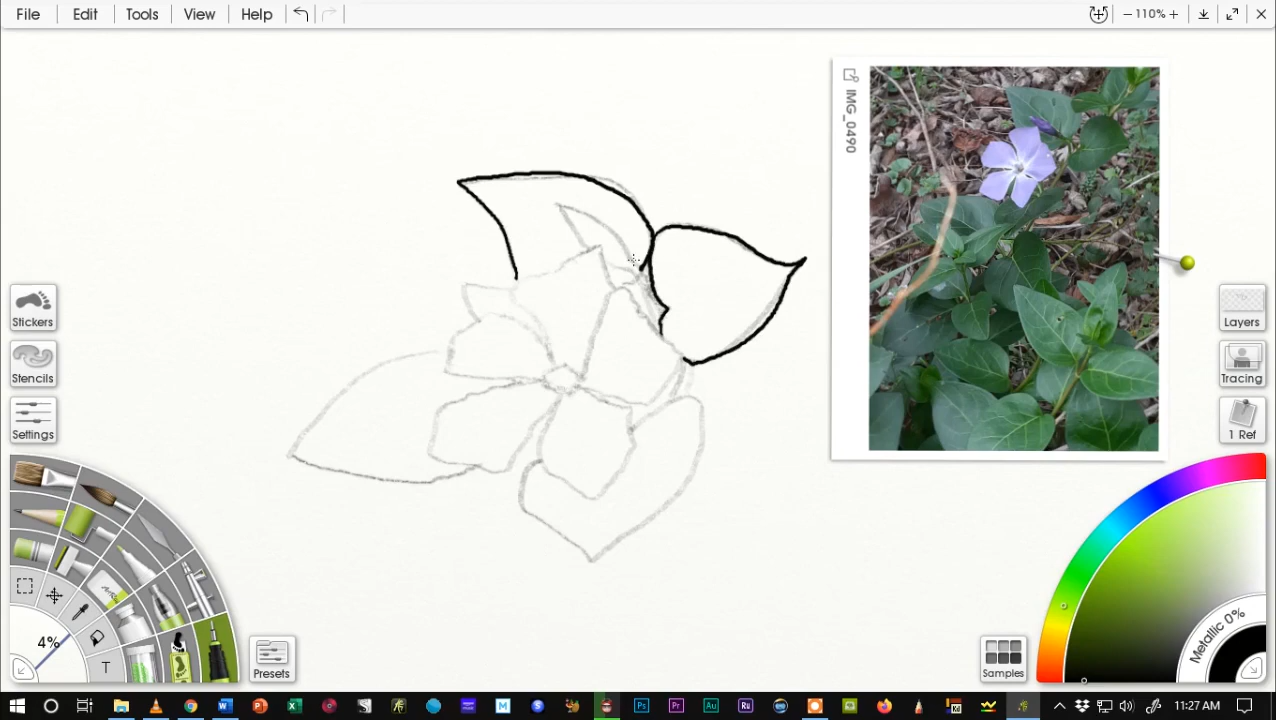 File Edit Tools View Help
110%
IMG_0490
Stickers
Stencils
Settings
Layers
Tracing
1 Ref
4%
T
Presets
Samples
Metallic 0%
11:27 AM